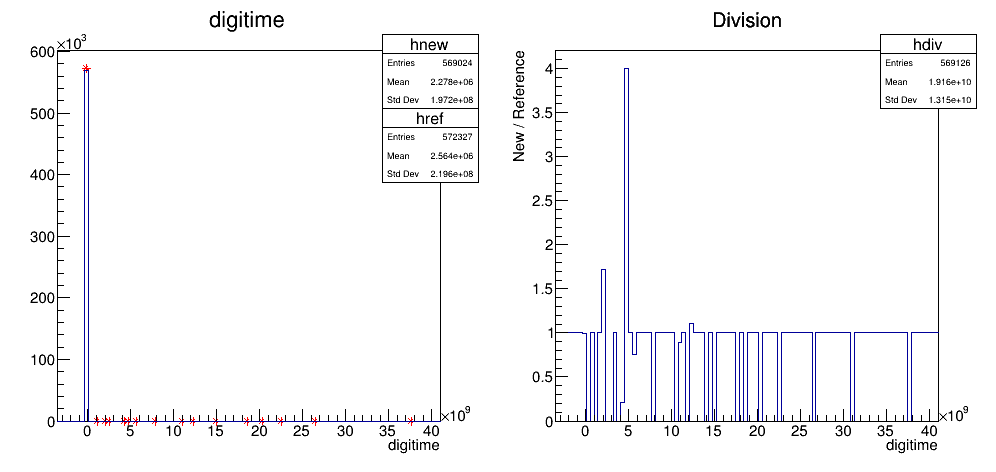 digitime
×10³
600
500
400
300
200
100
0
0 5 10 15 20 25 30 35 40
×10⁹
digitime
hnew
Entries 569024
Mean 2.278e+06
Std Dev 1.972e+08
href
Entries 572327
Mean 2.564e+06
Std Dev 2.196e+08
Division
New / Reference
4
3.5
3
2.5
2
1.5
1
0.5
0
0 5 10 15 20 25 30 35 40
×10⁹
digitime
hdiv
Entries 569126
Mean 1.916e+10
Std Dev 1.315e+10